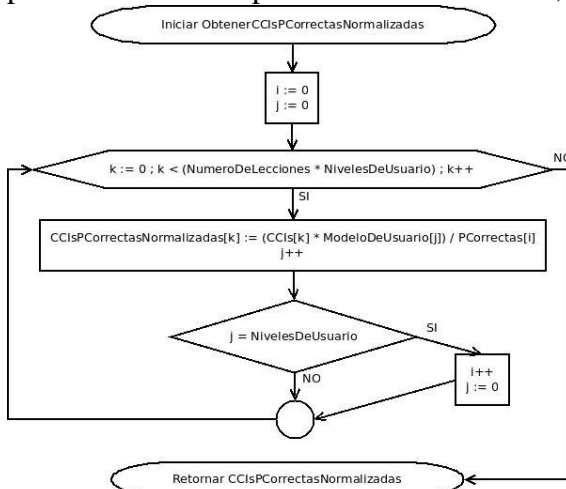 Iniciar ObtenerCCIsPCorrectasNormalizadas
i := 0
j := 0
k := 0 ; k < (NumeroDeLecciones * NivelesDeUsuario) ; k++
NO
SI
CCIsPCorrectasNormalizadas[k] := (CCIs[k] * ModeloDeUsuario[j]) / PCorrectas[i]
j++
j = NivelesDeUsuario
SI
i++
j := 0
NO
Retornar CCIsPCorrectasNormalizadas